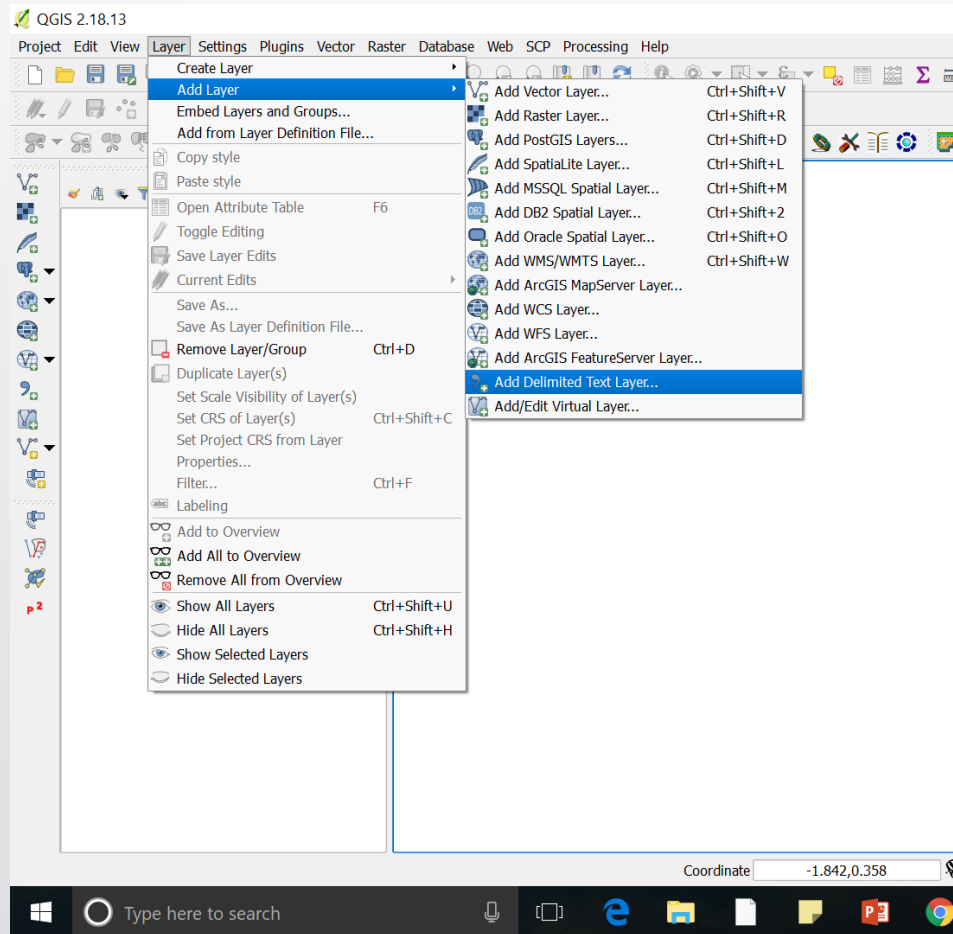 QGIS 2.18.13
Project Edit View Layer Settings Plugins Vector Raster Database Web SCP Processing Help
Create Layer
Add Layer
Embed Layers and Groups...
Add from Layer Definition File...
Copy style
Paste style
Open Attribute Table F6
Toggle Editing
Save Layer Edits
Current Edits
Save As...
Save As Layer Definition File...
Remove Layer/Group Ctrl+D
Duplicate Layer(s)
Set Scale Visibility of Layer(s)
Set CRS of Layer(s) Ctrl+Shift+C
Set Project CRS from Layer
Properties...
Filter... Ctrl+F
abc Labeling
Add to Overview
Add All to Overview
Remove All from Overview
Show All Layers Ctrl+Shift+U
Hide All Layers Ctrl+Shift+H
Show Selected Layers
Hide Selected Layers
Add Vector Layer... Ctrl+Shift+V
Add Raster Layer... Ctrl+Shift+R
Add PostGIS Layers... Ctrl+Shift+D
Add SpatiaLite Layer... Ctrl+Shift+L
Add MSSQL Spatial Layer... Ctrl+Shift+M
DB2 Add DB2 Spatial Layer... Ctrl+Shift+2
Add Oracle Spatial Layer... Ctrl+Shift+O
Add WMS/WMTS Layer... Ctrl+Shift+W
Add ArcGIS MapServer Layer...
Add WCS Layer...
Add WFS Layer...
Add ArcGIS FeatureServer Layer...
Add Delimited Text Layer...
Add/Edit Virtual Layer...
P 2
Coordinate -1.842,0.358
Type here to search